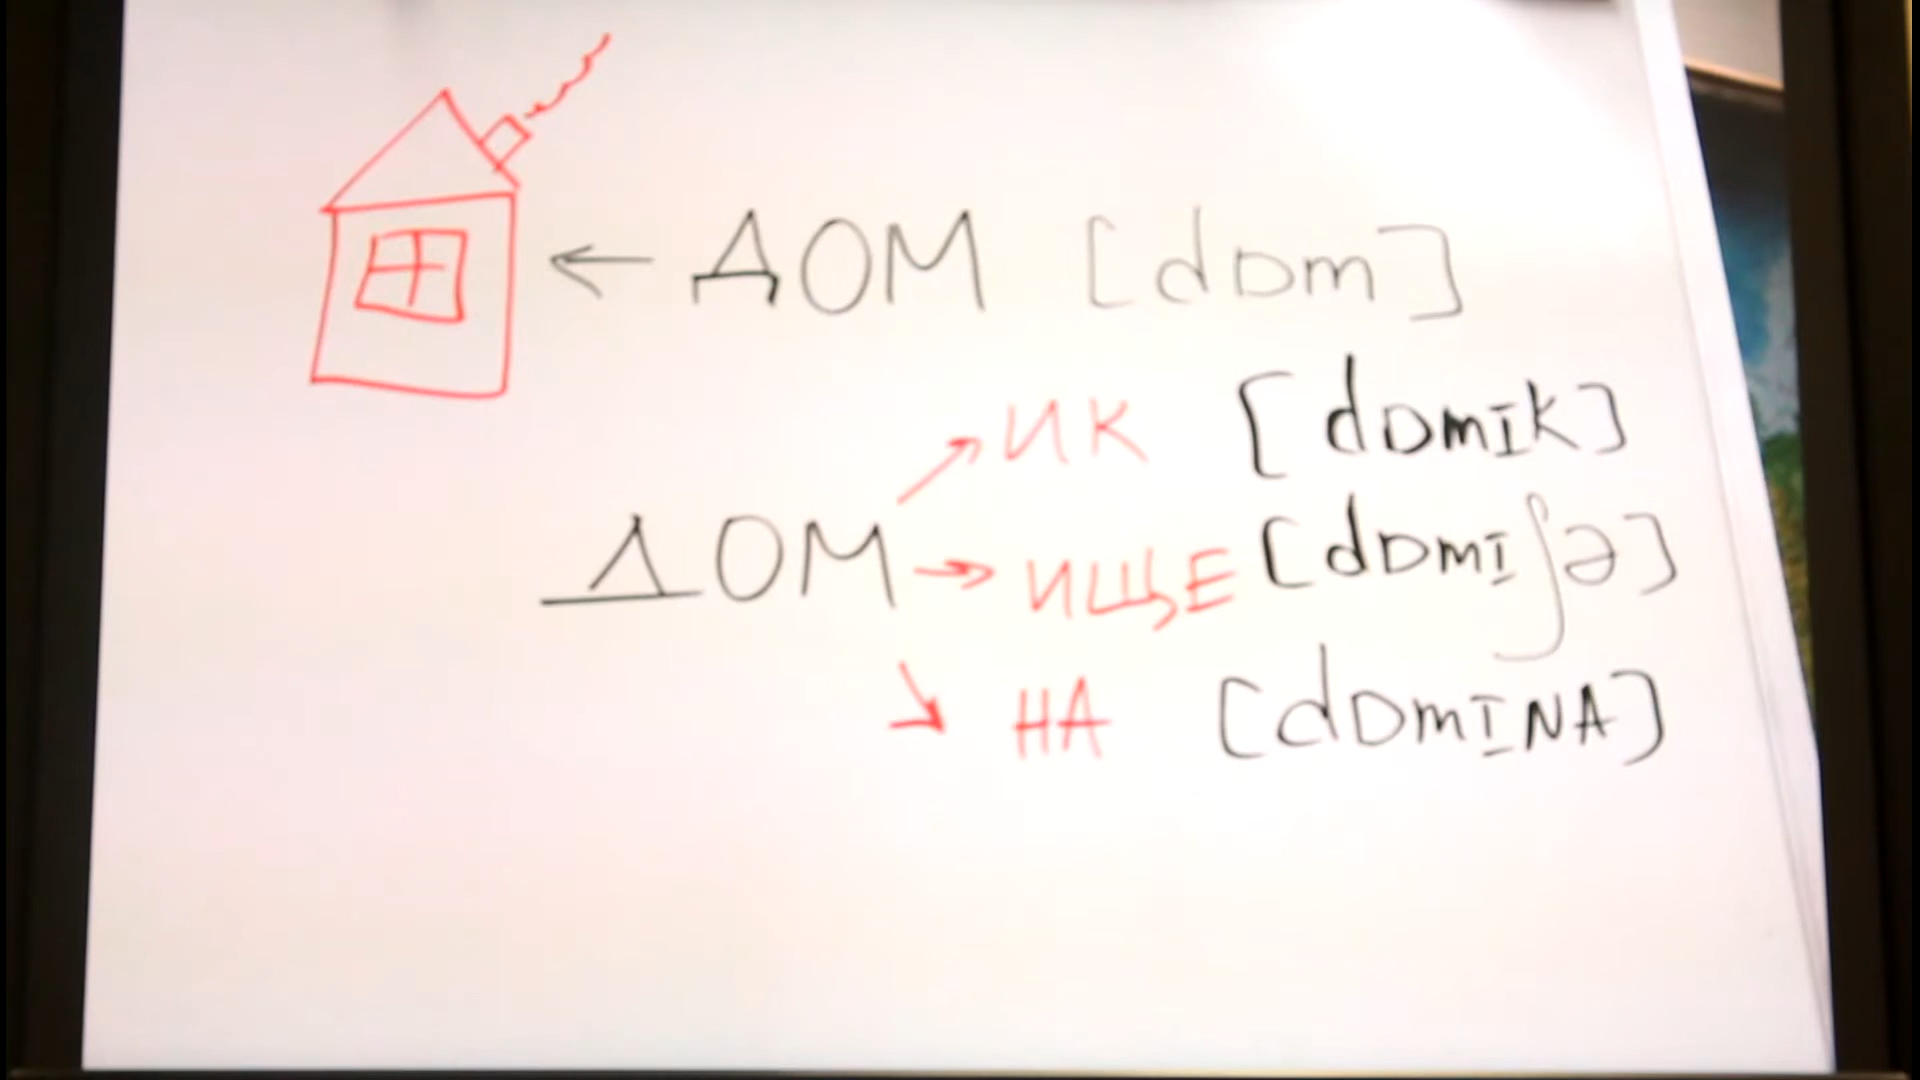 ← ДОМ [dɒm]
ИК [dɒmɪk]
ДОМ → ИЩЕ [dɒmɪʃə]
НА [dɒmɪNA]